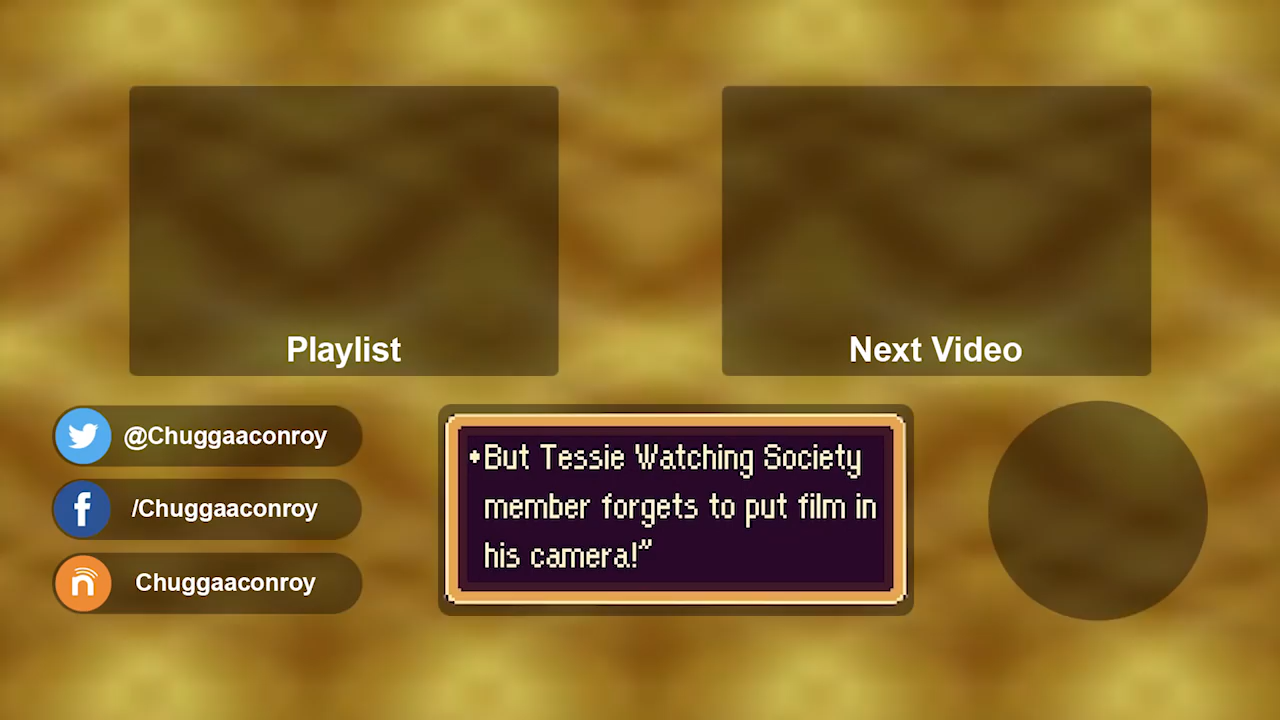 Playlist
Next Video
@Chuggaaconroy
/Chuggaaconroy
Chuggaaconroy
•But Tessie Watching Society
member forgets to put film in
his camera!”